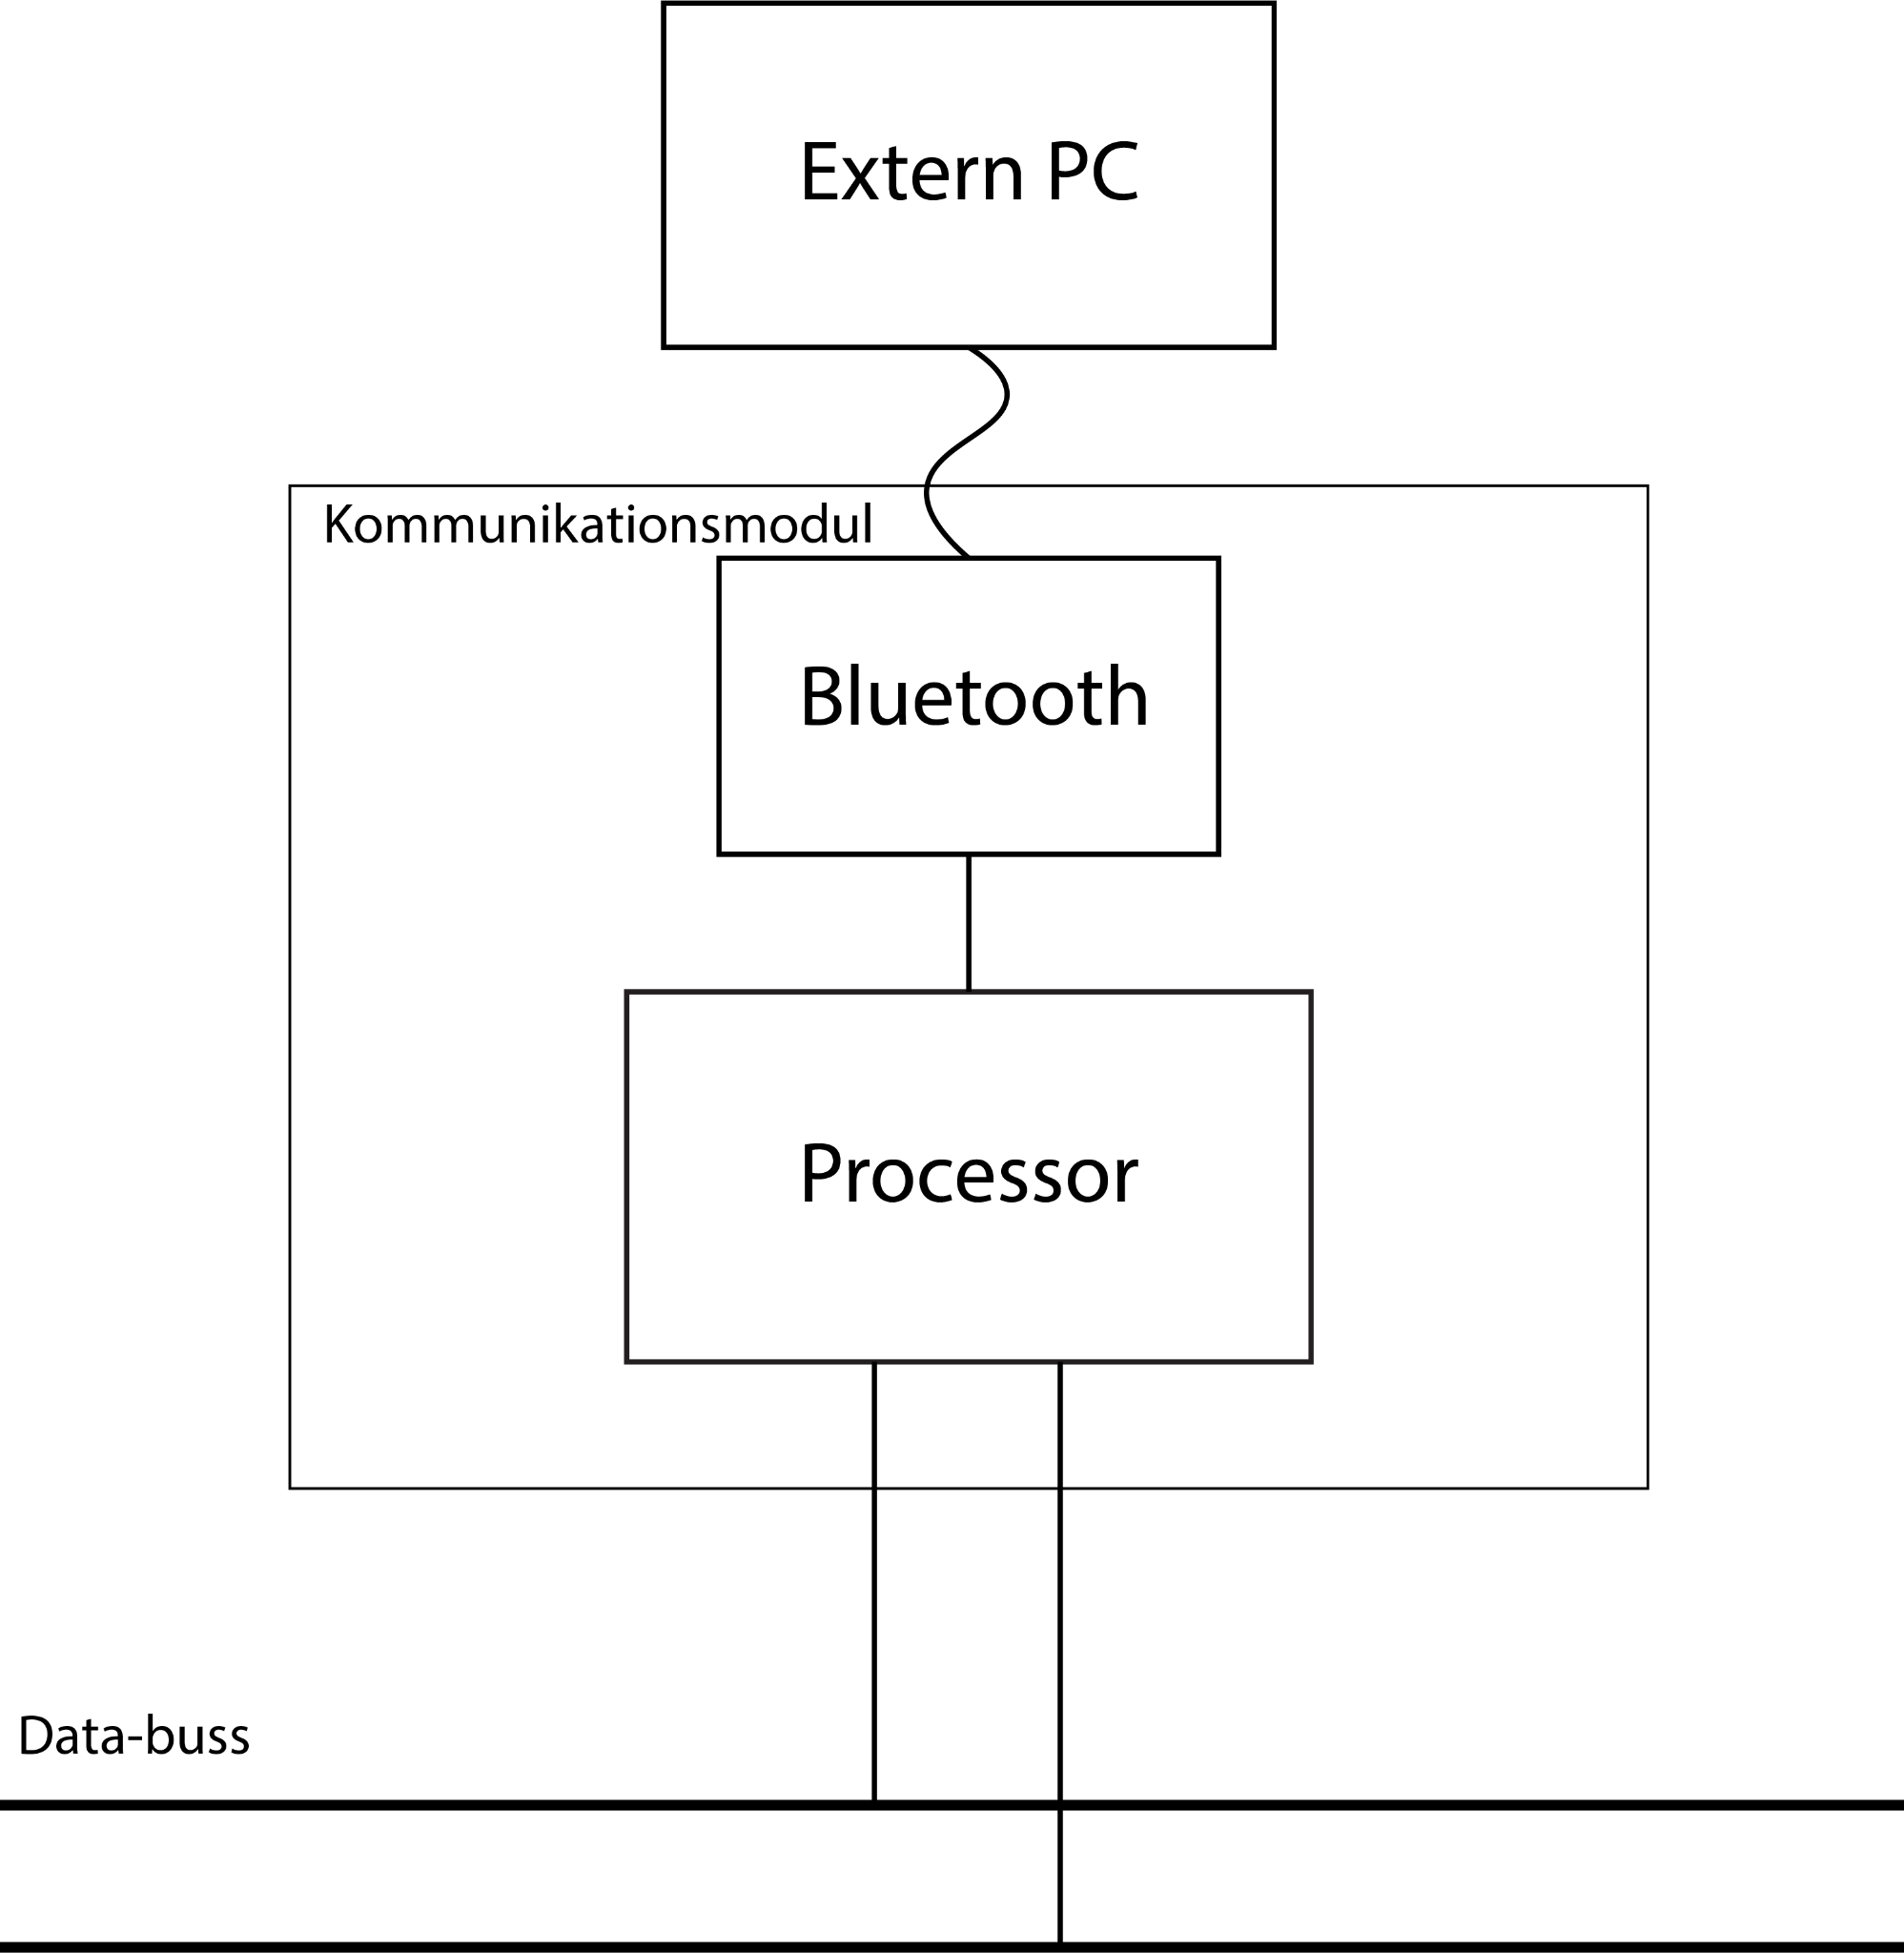 Extern PC
Kommunikationsmodul
Bluetooth
Processor
Data-buss